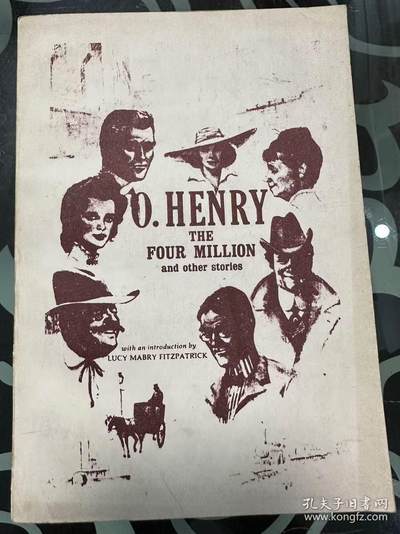 O. HENRY
THE
FOUR MILLION
and other stories
with an introduction by
LUCY MABRY FITZPATRICK
孔夫子旧书网
www.kongfz.com